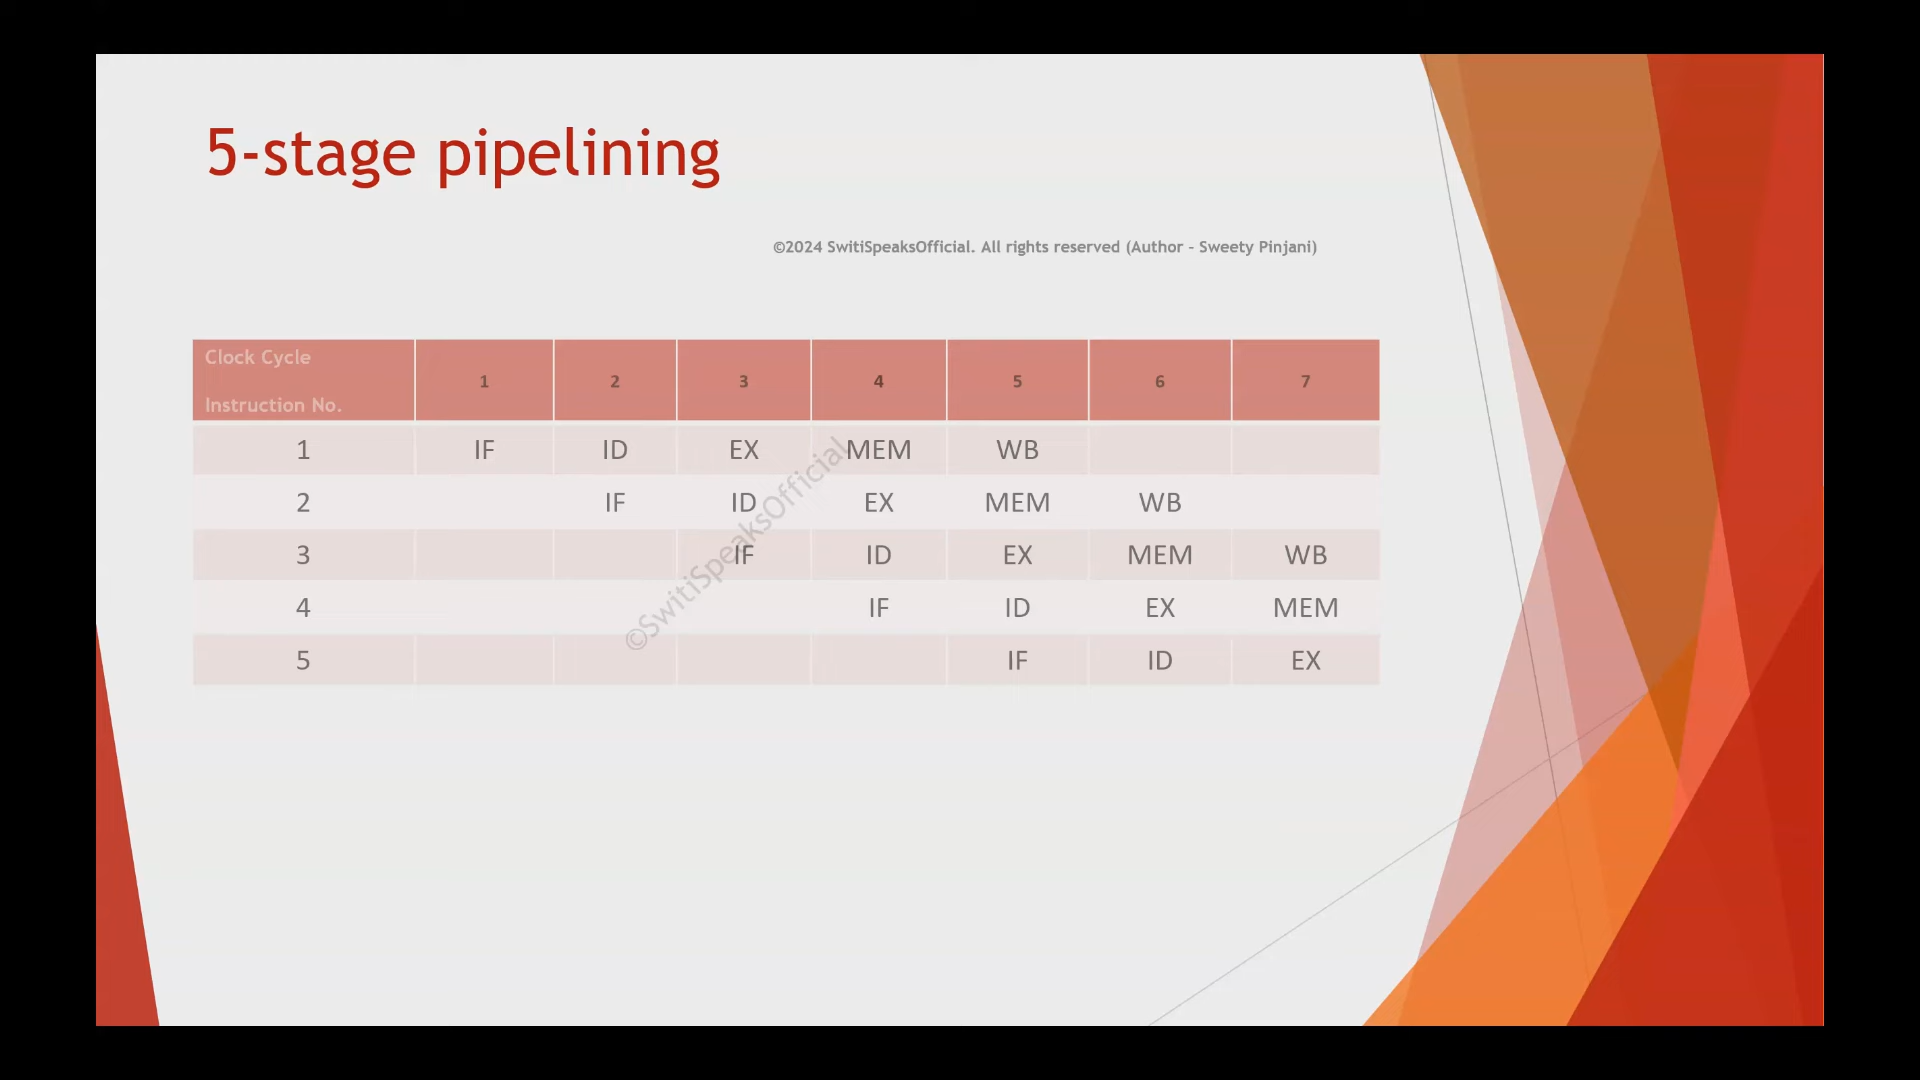 5-stage pipelining
©2024 SwitiSpeaksOfficial. All rights reserved (Author - Sweety Pinjani)
Clock Cycle
Instruction No. 1 2 3 4 5 6 7
1 IF ID EX MEM WB
2 IF ID EX MEM WB
3 IF ID EX MEM WB
4 IF ID EX MEM
5 IF ID EX
©SwitiSpeaksOfficial